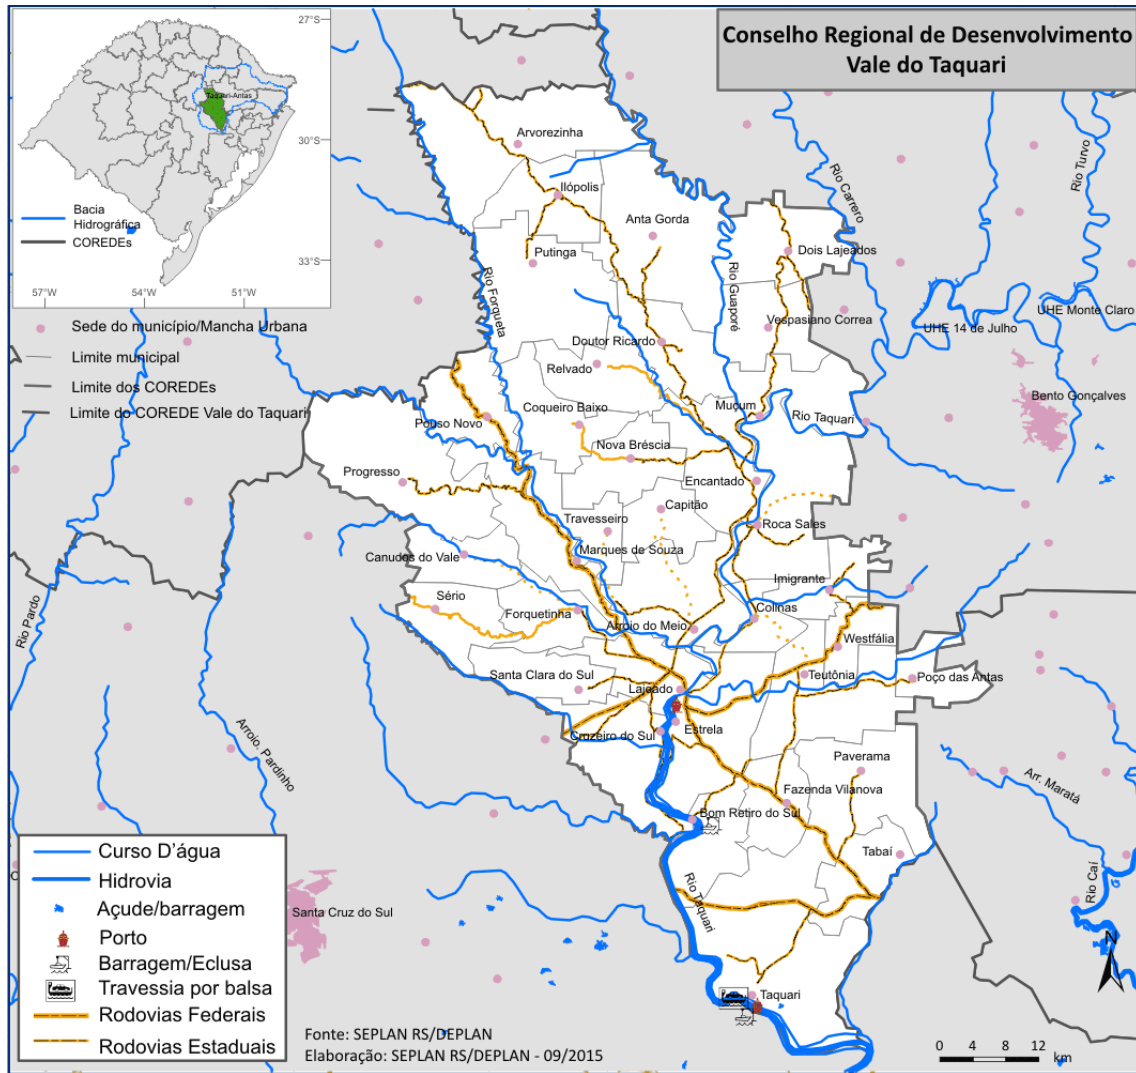 Conselho Regional de Desenvolvimento
Vale do Taquari
27°S
30°S
33°S
57°W
54°W
51°W
Taquari-Antas
Bacia
Hidrográfica
COREDEs
Sede do município/Mancha Urbana
Limite municipal
Limite dos COREDEs
Limite do COREDE Vale do Taquari
Arvorezinha
Ilópolis
Anta Gorda
Putinga
Dois Lajeados
Rio Forqueta
Rio Guaporé
Rio Carrero
Rio Turvo
Vespasiano Correa
UHE 14 de Julho
UHE Monte Claro
Doutor Ricardo
Relvado
Bento Gonçalves
Coqueiro Baixo
Muçum
Rio Taquari
Pouso Novo
Nova Bréscia
Progresso
Encantado
Capitão
Travesseiro
Roca Sales
Canudos do Vale
Marques de Souza
Imigrante
Sério
Forquetinha
Colinas
Arroio do Meio
Westfália
Rio Pardo
Santa Clara do Sul
Teutônia
Poço das Antas
Lajeado
Estrela
Cruzeiro do Sul
Arroio. Pardinho
Paverama
Arr. Maratá
Fazenda Vilanova
Bom Retiro do Sul
Tabaí
Rio Caí
Rio Taquari
Santa Cruz do Sul
Taquari
N
Curso D'água
Hidrovia
Açude/barragem
Porto
Barragem/Eclusa
Travessia por balsa
Rodovias Federais
Rodovias Estaduais
Fonte: SEPLAN RS/DEPLAN
Elaboração: SEPLAN RS/DEPLAN - 09/2015
0 4 8 12
km